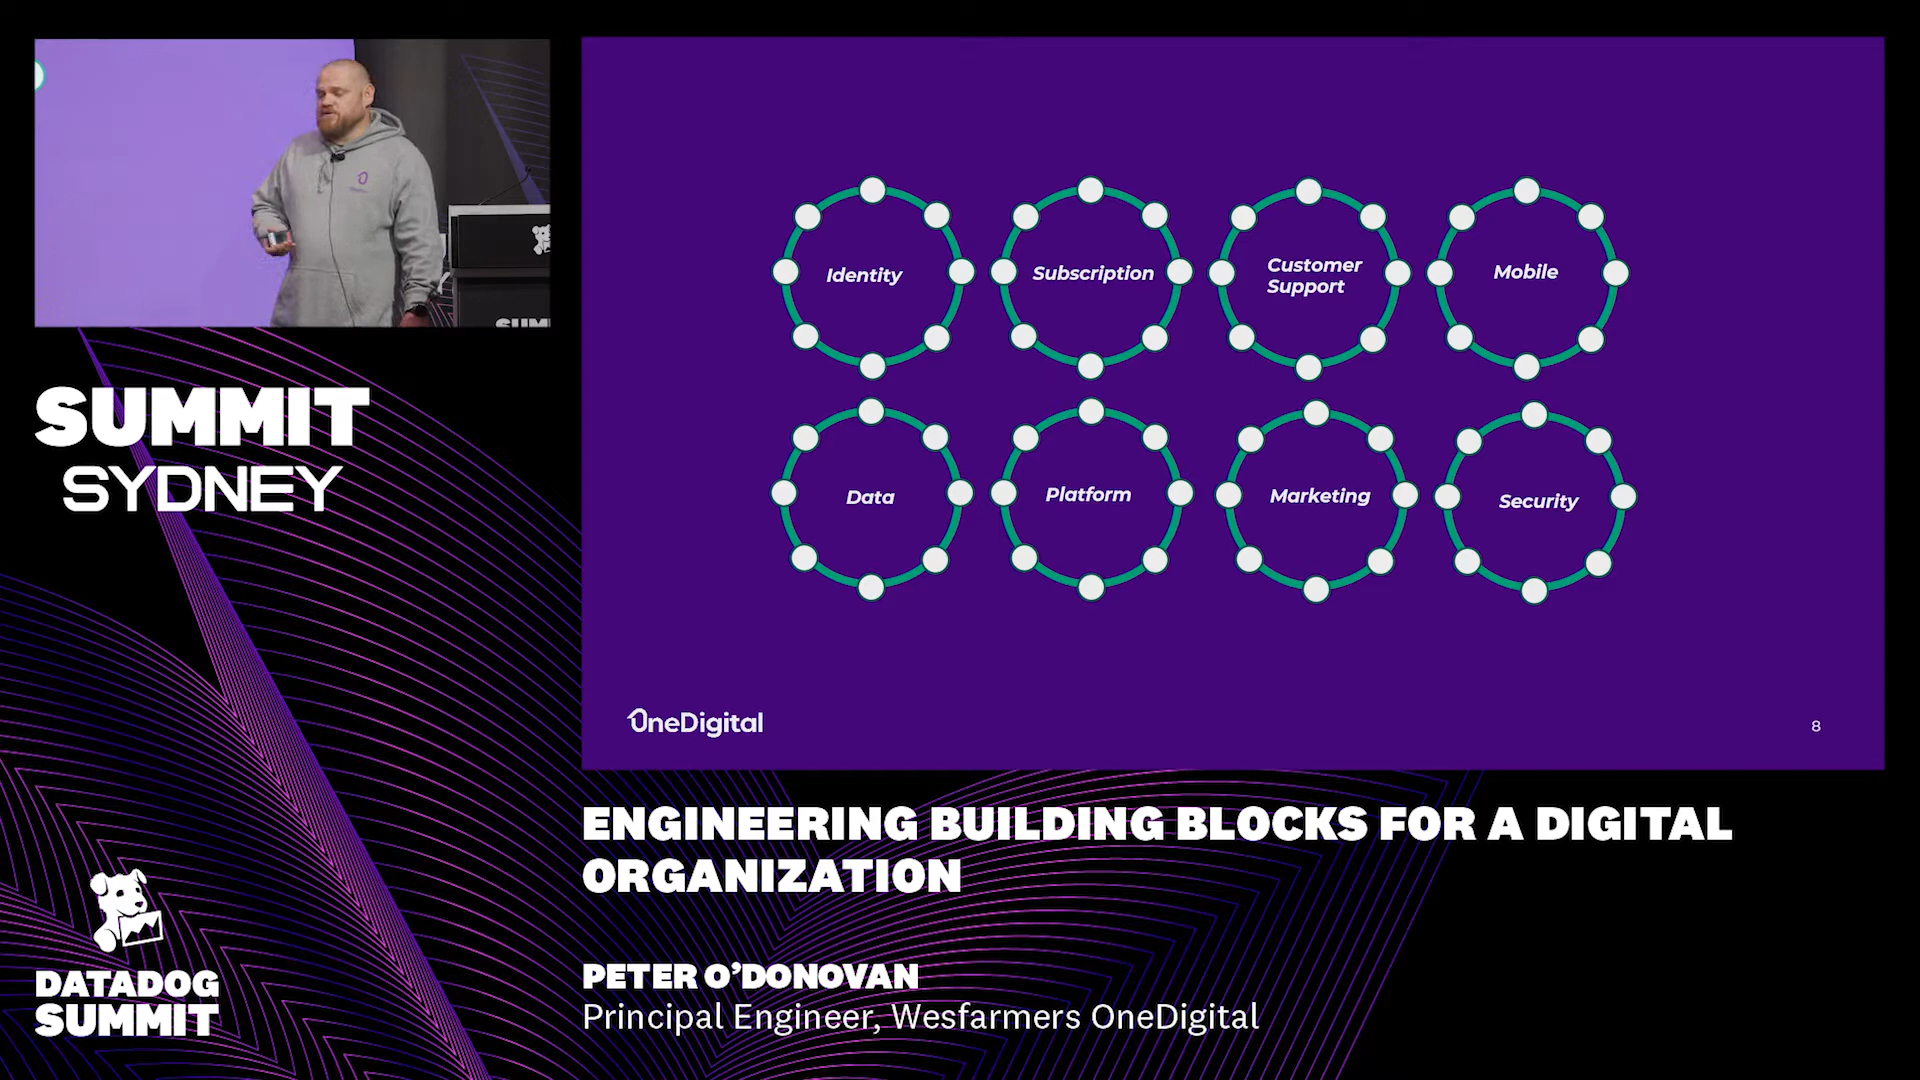 SUMMIT
SYDNEY
Identity
Subscription
Customer
Support
Mobile
Data
Platform
Marketing
Security
OneDigital
8
ENGINEERING BUILDING BLOCKS FOR A DIGITAL
ORGANIZATION
PETER O'DONOVAN
Principal Engineer, Wesfarmers OneDigital
DATADOG
SUMMIT